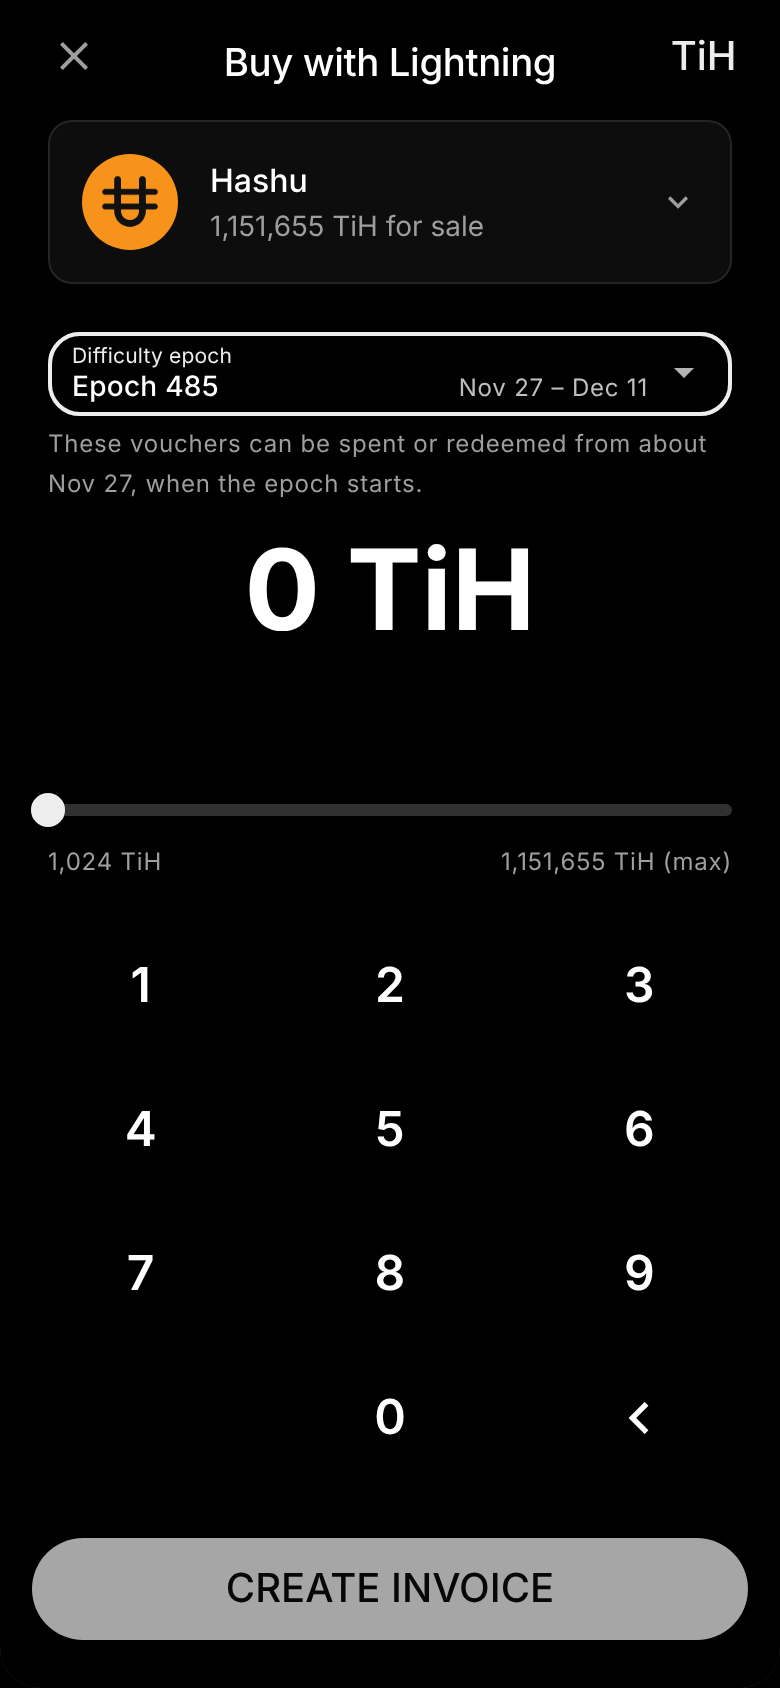 Buy with Lightning
TiH
Hashu
1,151,655 TiH for sale
Difficulty epoch
Epoch 485
Nov 27 – Dec 11
These vouchers can be spent or redeemed from about
Nov 27, when the epoch starts.
0 TiH
1,024 TiH
1,151,655 TiH (max)
1 2 3
4 5 6
7 8 9
0
CREATE INVOICE